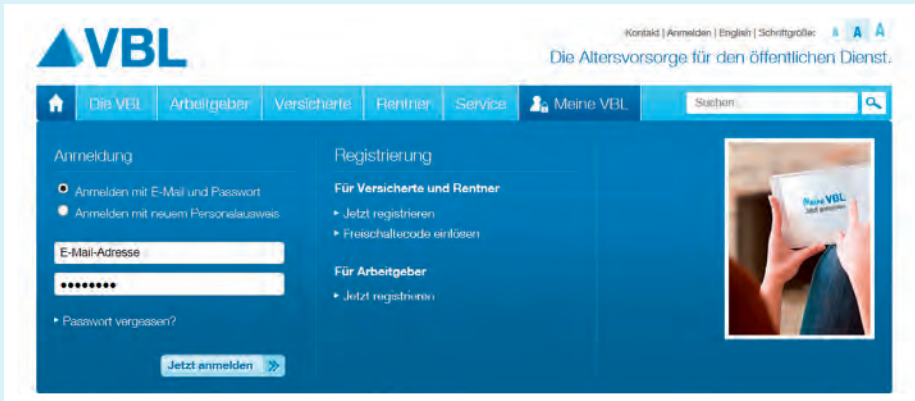 VBL
Kontakt | Anmelden | English | Schriftgröße: A A A
Die Altersvorsorge für den öffentlichen Dienst.
Die VBL Arbeitgeber Versicherte Rentner Service Meine VBL Suchen
Anmeldung
Anmelden mit E-Mail und Passwort
Anmelden mit neuem Personalausweis
E-Mail-Adresse
••••••••
Passwort vergessen?
Jetzt anmelden
Registrierung
Für Versicherte und Rentner
Jetzt registrieren
Freischaltecode einlösen
Für Arbeitgeber
Jetzt registrieren
Meine VBL
Jetzt anmelden